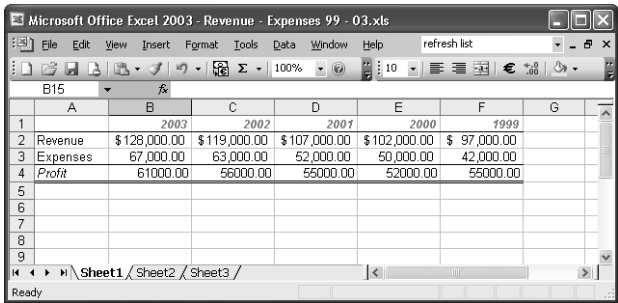 Microsoft Office Excel 2003 - Revenue - Expenses 99 - 03.xls
File Edit View Insert Format Tools Data Window Help refresh list
Σ 100% 10 €
B15 fx
A B C D E F G
1 2003 2002 2001 2000 1999
2 Revenue $128,000.00 $119,000.00 $107,000.00 $102,000.00 $ 97,000.00
3 Expenses 67,000.00 63,000.00 52,000.00 50,000.00 42,000.00
4 Profit 61000.00 56000.00 55000.00 52000.00 55000.00
5
6
7
8
9
Sheet1 Sheet2 Sheet3
Ready